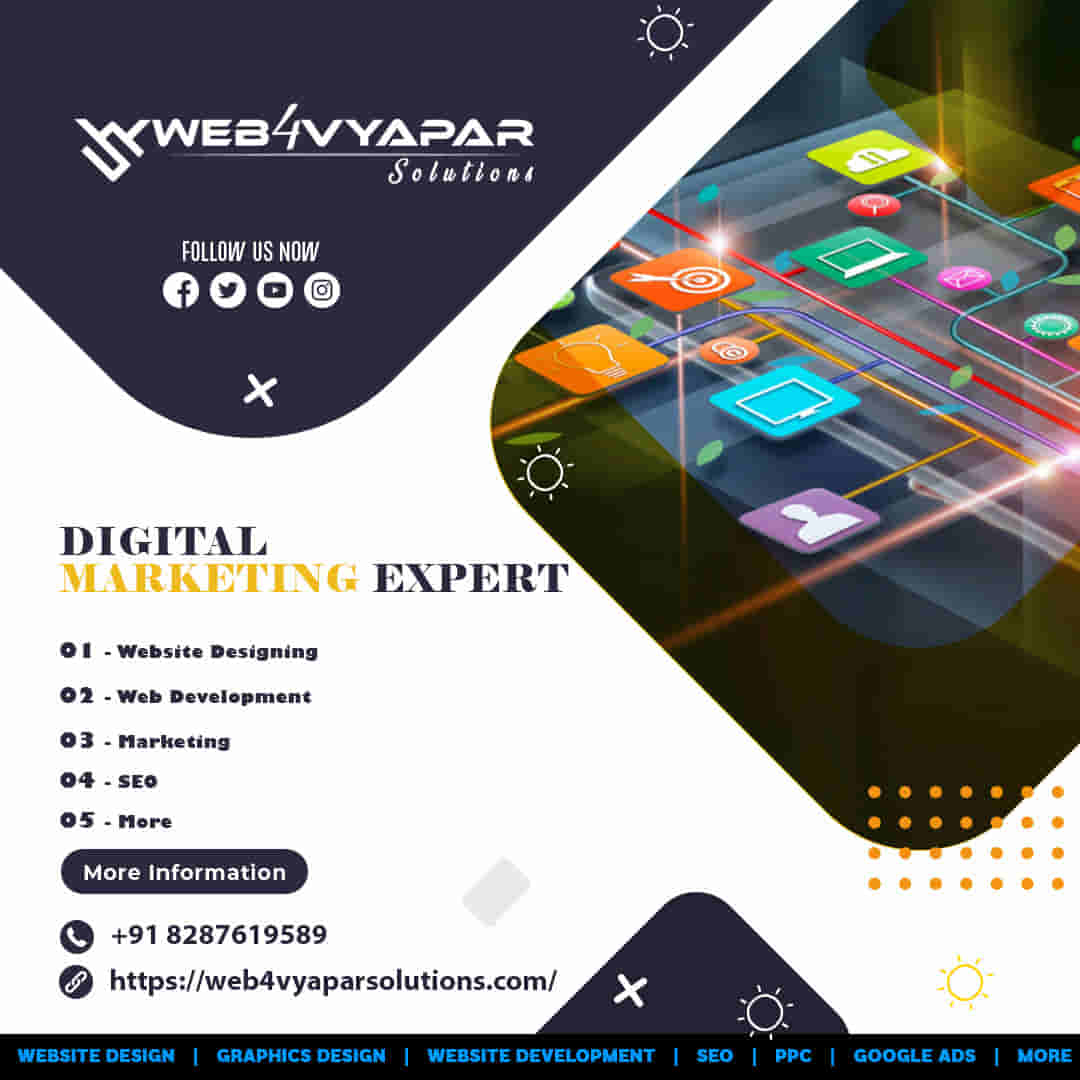 WEB4VYAPAR
Solutions
FOLLOW US NOW
DIGITAL
MARKETING EXPERT
01 - Website Designing
02 - Web Development
03 - Marketing
04 - SEO
05 - More
More Information
+91 8287619589
https://web4vyaparsolutions.com/
WEBSITE DESIGN | GRAPHICS DESIGN | WEBSITE DEVELOPMENT | SEO | PPC | GOOGLE ADS | MORE